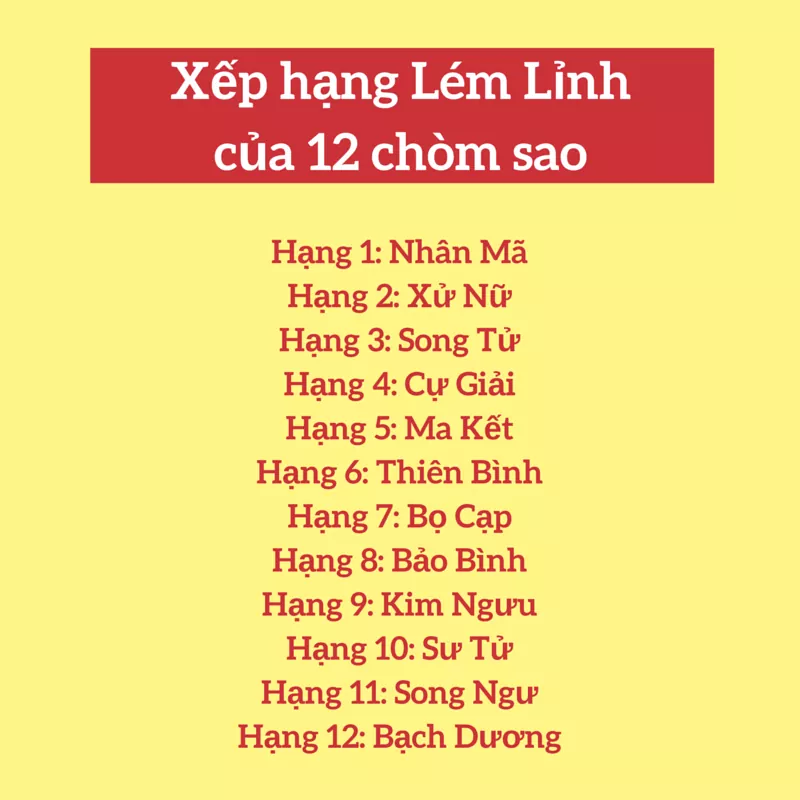 Xếp hạng Lém Lỉnh
của 12 chòm sao
Hạng 1: Nhân Mã
Hạng 2: Xử Nữ
Hạng 3: Song Tử
Hạng 4: Cự Giải
Hạng 5: Ma Kết
Hạng 6: Thiên Bình
Hạng 7: Bọ Cạp
Hạng 8: Bảo Bình
Hạng 9: Kim Ngưu
Hạng 10: Sư Tử
Hạng 11: Song Ngư
Hạng 12: Bạch Dương